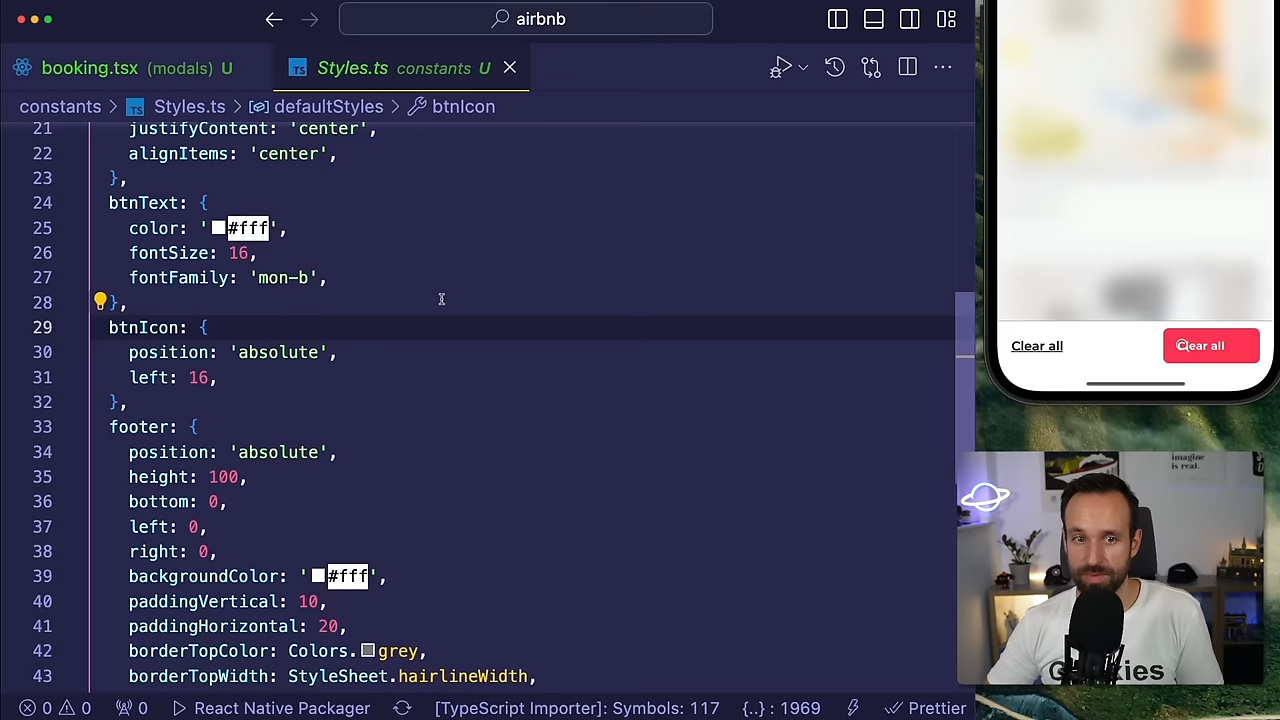 airbnb
booking.tsx (modals) U
Styles.ts constants U
constants > Styles.ts > defaultStyles > btnIcon
21 justifyContent: 'center',
22 alignItems: 'center',
23 },
24 btnText: {
25 color: '#fff',
26 fontSize: 16,
27 fontFamily: 'mon-b',
28 },
29 btnIcon: {
30 position: 'absolute',
31 left: 16,
32 },
33 footer: {
34 position: 'absolute',
35 height: 100,
36 bottom: 0,
37 left: 0,
38 right: 0,
39 backgroundColor: '#fff',
40 paddingVertical: 10,
41 paddingHorizontal: 20,
42 borderTopColor: Colors.grey,
43 borderTopWidth: StyleSheet.hairlineWidth,
0 0 0 React Native Packager [TypeScript Importer]: Symbols: 117 {..} : 1969 Prettier
Clear all
Clear all
imagine
is real.